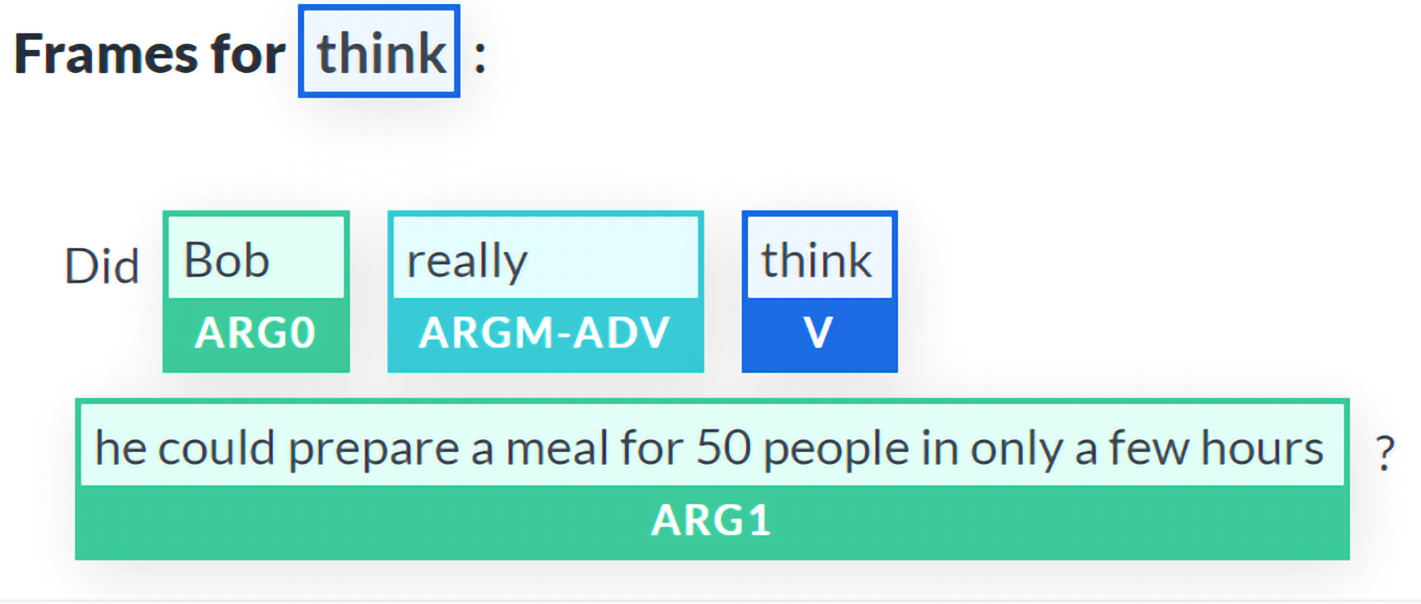 Frames for think :
Did Bob really think
ARG0 ARGM-ADV V
he could prepare a meal for 50 people in only a few hours ?
ARG1